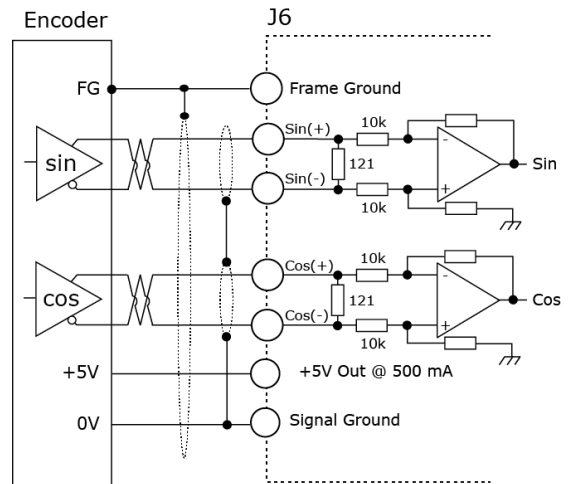 Encoder
J6
FG
Frame Ground
Sin(+)
10k
-
sin
121
Sin
Sin(-)
+
10k
Cos(+)
10k
-
cos
121
Cos
Cos(-)
+
10k
+5V
+5V Out @ 500 mA
0V
Signal Ground